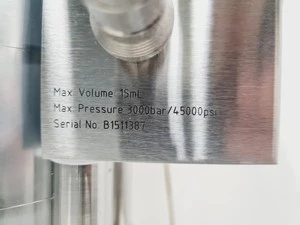 Max. Volume 15mL
Max. Pressure 3000bar/45000psi
Serial No. B1511387